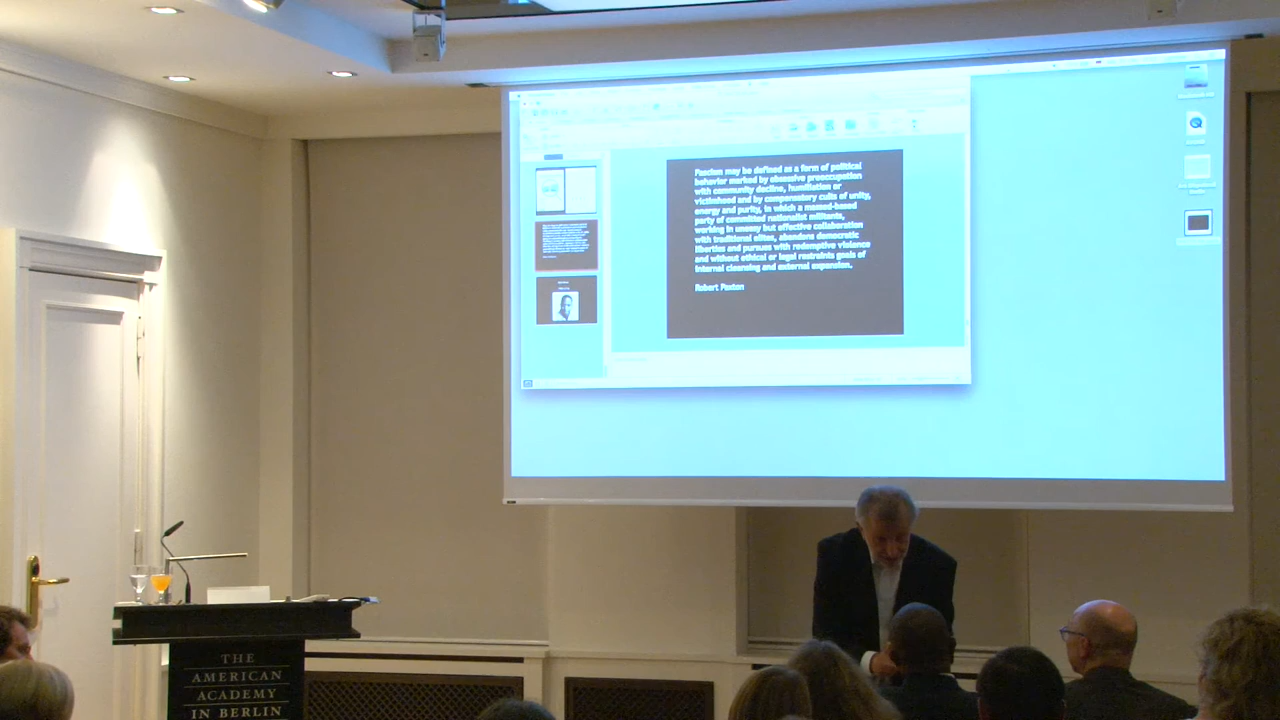 Fascism may be defined as a form of political
behavior marked by obsessive preoccupation
with community decline, humiliation or
victimhood and by compensatory cults of unity,
energy and purity, in which a massed-based
party of committed nationalist militants,
working in uneasy but effective collaboration
with traditional elites, abandons democratic
liberties and pursues with redemptive violence
and without ethical or legal restraints goals of
internal cleansing and external expansion.
Robert Paxton
THE
AMERICAN
ACADEMY
IN BERLIN